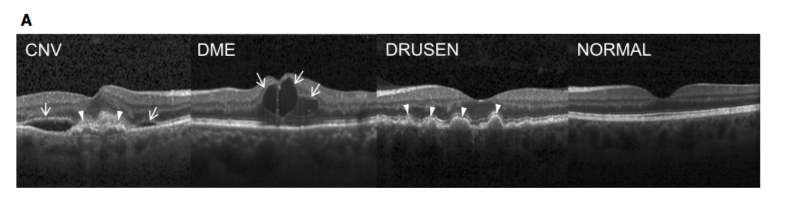 A
CNV
DME
DRUSEN
NORMAL